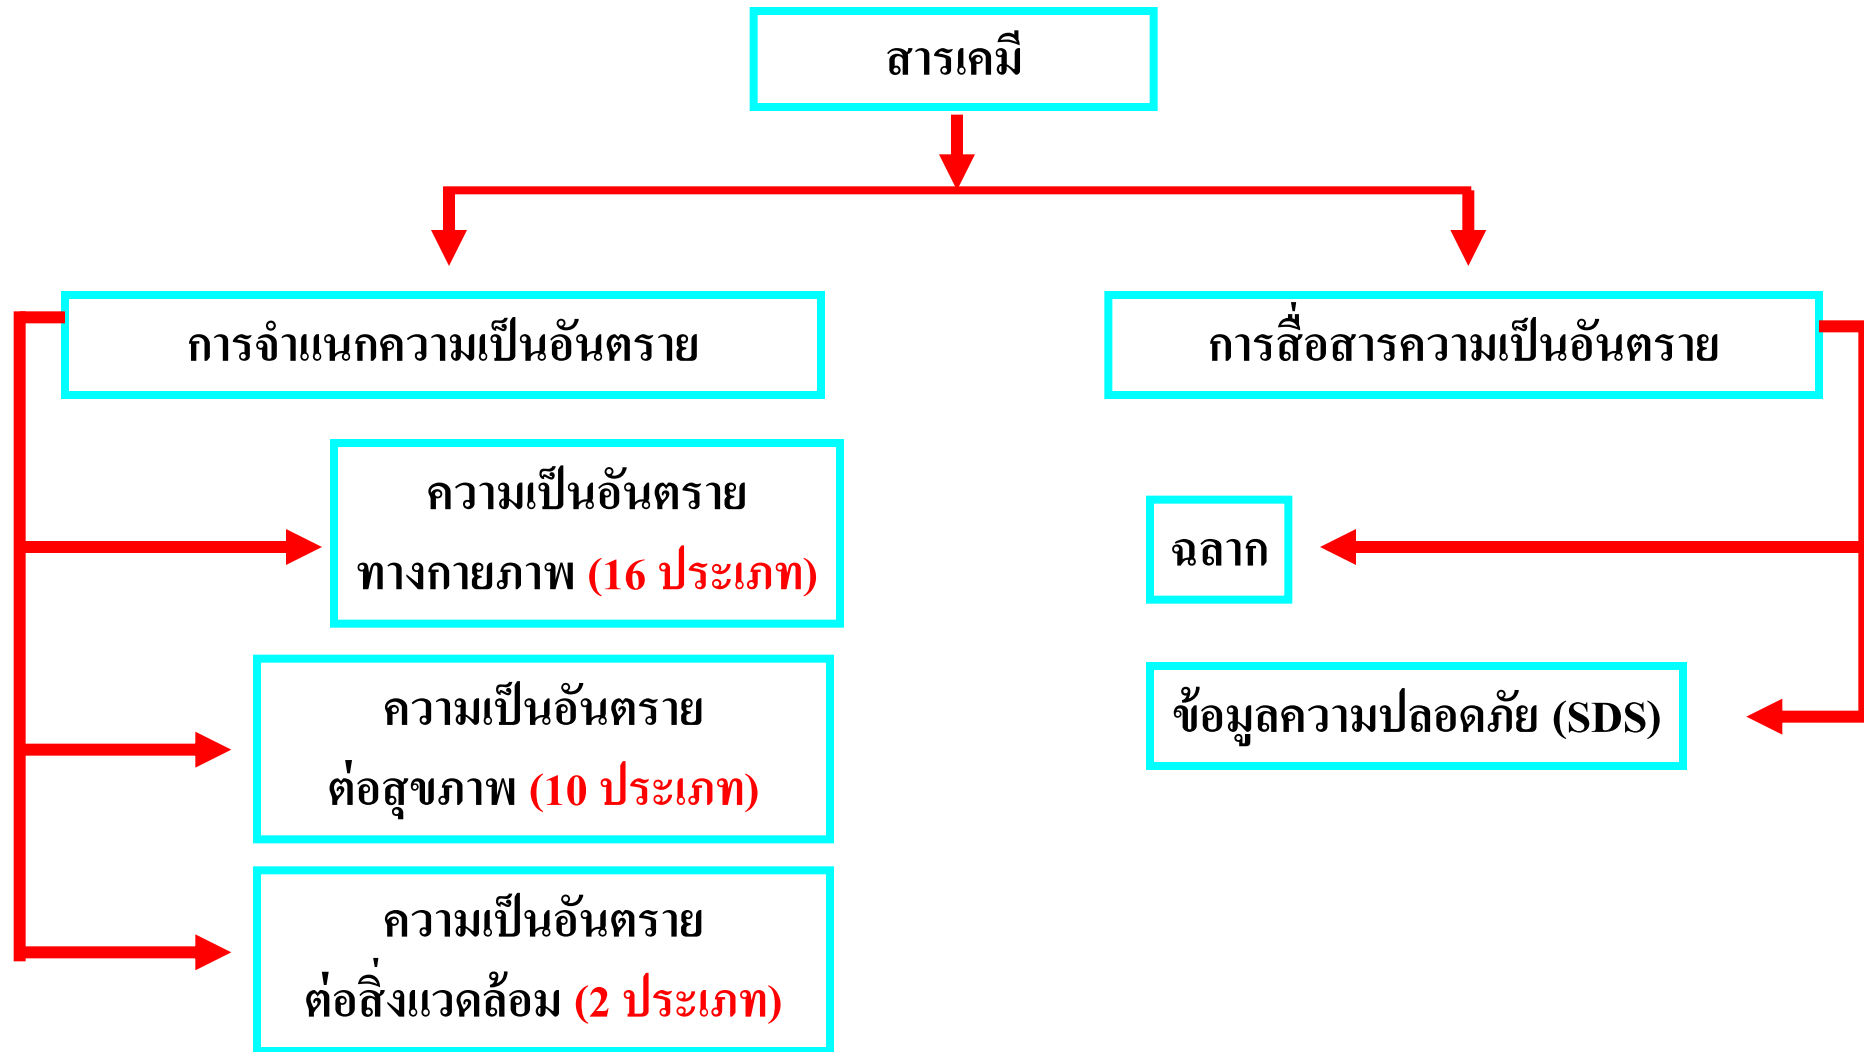 สารเคมี
การจำแนกความเป็นอันตราย
ความเป็นอันตราย
ทางกายภาพ (16 ประเภท)
ความเป็นอันตราย
ต่อสุขภาพ (10 ประเภท)
ความเป็นอันตราย
ต่อสิ่งแวดล้อม (2 ประเภท)
การสื่อสารความเป็นอันตราย
ฉลาก
ข้อมูลความปลอดภัย (SDS)